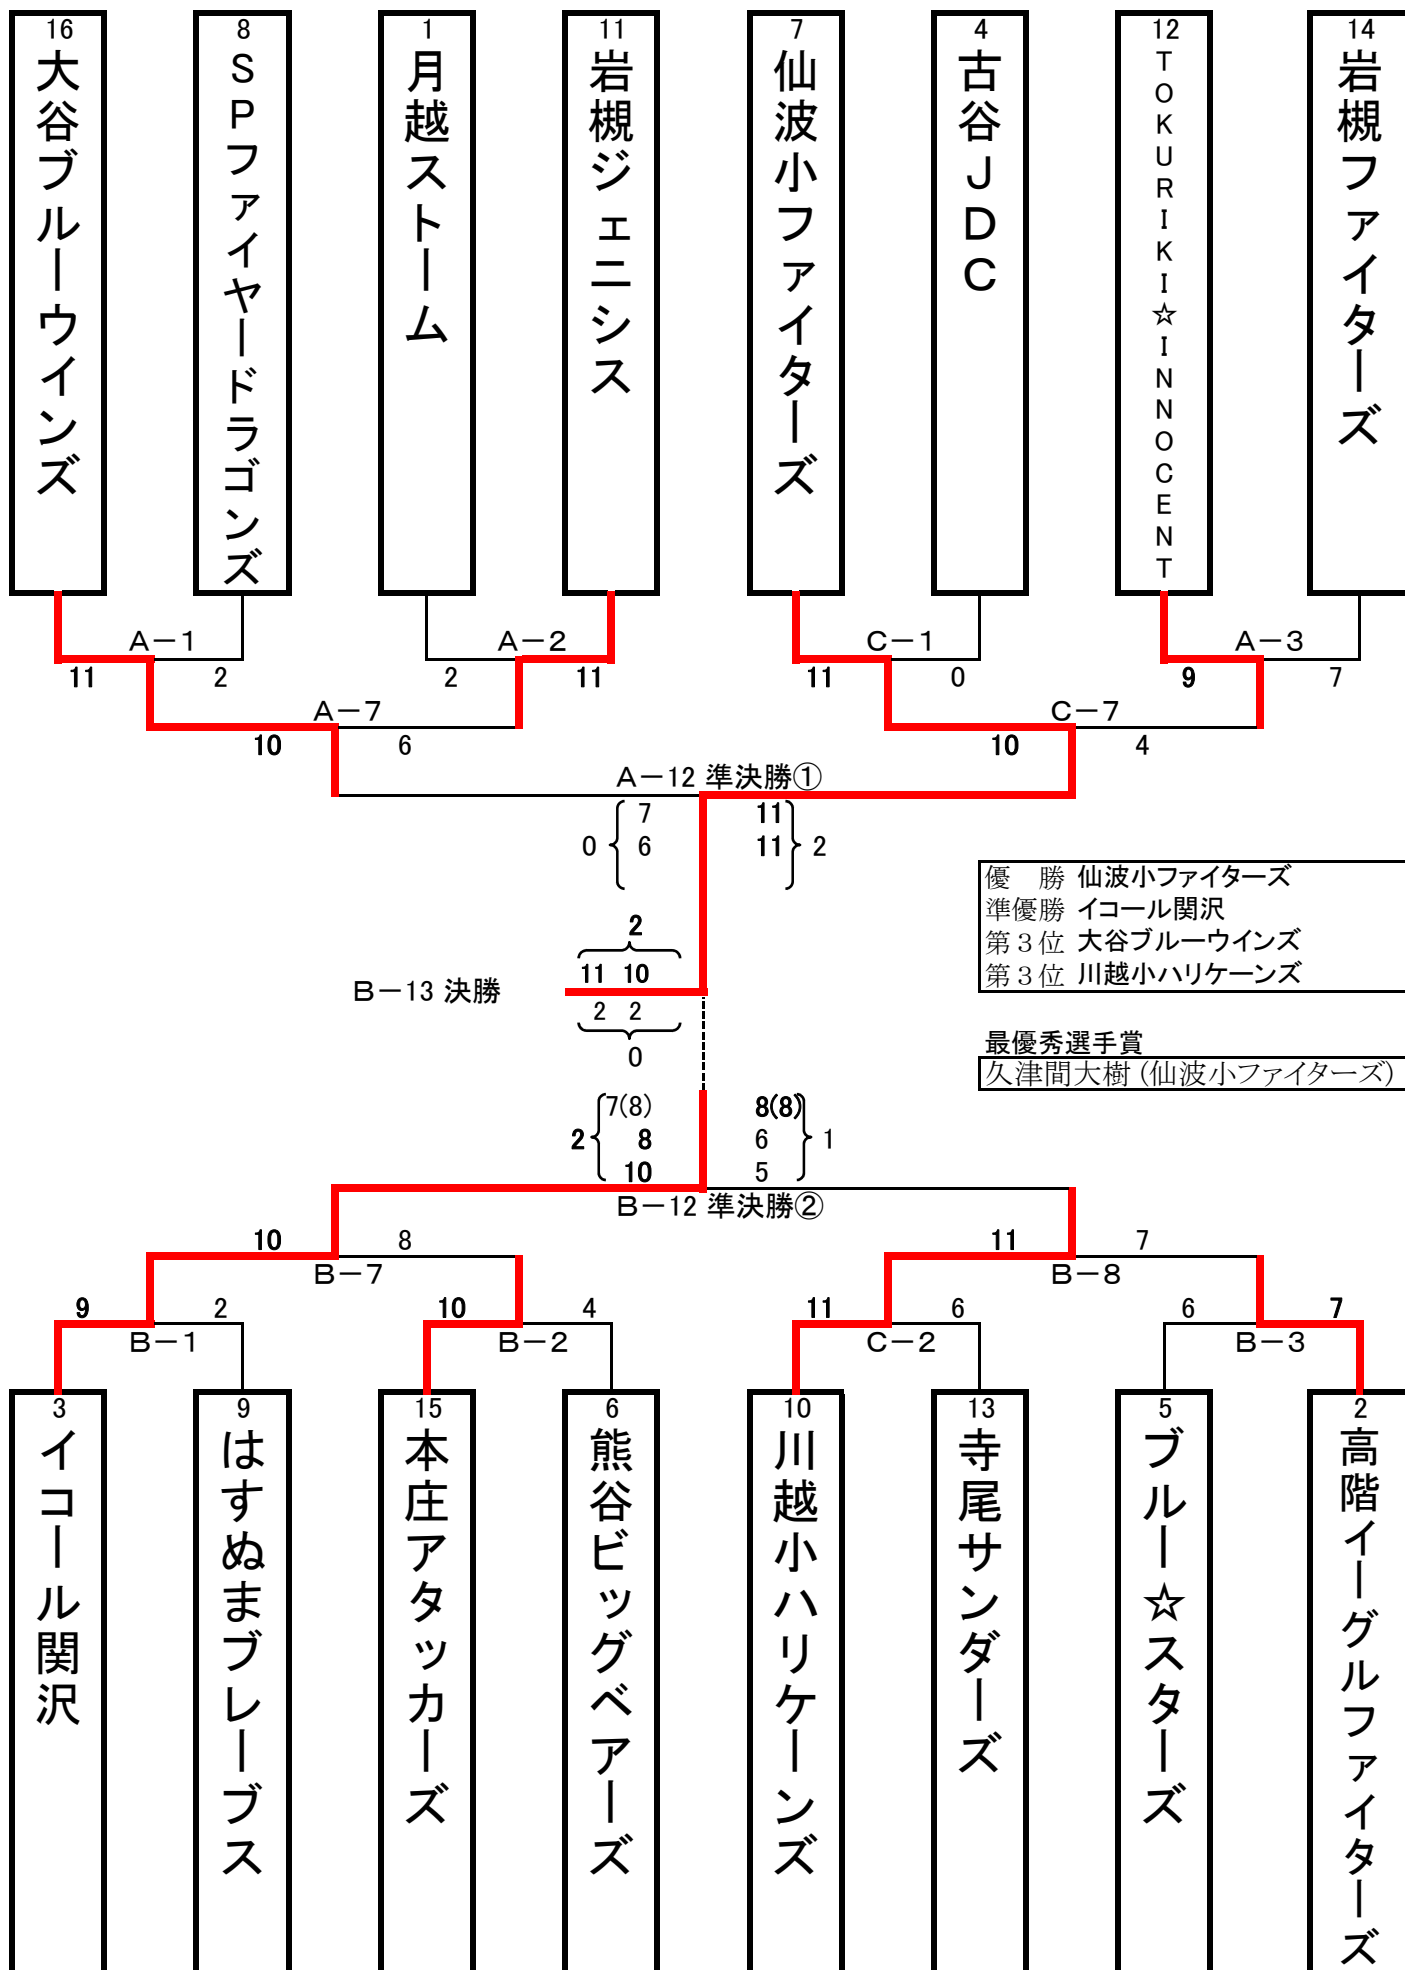 16 8 1 11 7 4 12 14
大谷ブルーウインズ
SPファイヤードラゴンズ
月越ストーム
岩槻ジェニシス
仙波小ファイターズ
古谷JDC
TOKURIKI☆INNOCENT
岩槻ファイターズ
A－1 A－2 C－1 A－3
11 2 2 11 11 0 9 7
A－7 C－7
10 6 10 4
A－12 準決勝①
7 11
0 6 11 2
優　勝 仙波小ファイターズ
準優勝 イコール関沢
第３位 大谷ブルーウインズ
第３位 川越小ハリケーンズ
2
11 10
B－13 決勝
2 2
0
最優秀選手賞
久津間大樹（仙波小ファイターズ）
7(8) 8(8)
2 8 6 1
10 5
B－12 準決勝②
10 8 11 7
B－7 B－8
9 2 10 4 11 6 6 7
B－1 B－2 C－2 B－3
3 9 15 6 10 13 5 2
イコール関沢
はすぬまブレーブス
本庄アタッカーズ
熊谷ビッグベアーズ
川越小ハリケーンズ
寺尾サンダーズ
ブルー☆スターズ
高階イーグルファイターズ